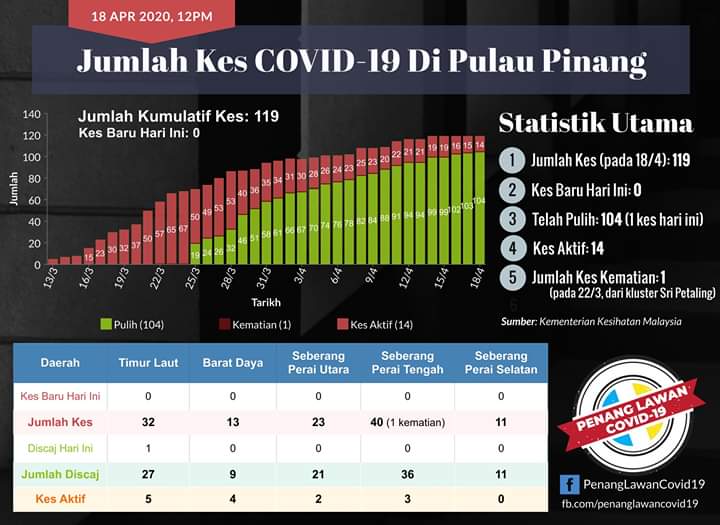 18 APR 2020, 12PM
Jumlah Kes COVID-19 Di Pulau Pinang
Jumlah Kumulatif Kes: 119
Kes Baru Hari Ini: 0
Jumlah
140
120
100
80
60
40
20
0
15 23 30 32 37 50 57 65 67 50 49 53 53 40 36 35 34 31 30 28 26 24 23 25 23 20 22 21 21 19 19 16 15 14
19 24 26 32 46 51 58 61 66 67 70 74 76 78 84 88 91 94 94 99 99 102 103 104
13/3 16/3 19/3 22/3 25/3 28/3 31/3 3/4 6/4 9/4 12/4 15/4 18/4
Tarikh
Pulih (104) Kematian (1) Kes Aktif (14)
Statistik Utama
1 Jumlah Kes (pada 18/4): 119
2 Kes Baru Hari Ini: 0
3 Telah Pulih: 104 (1 kes hari ini)
4 Kes Aktif: 14
5 Jumlah Kes Kematian: 1
(pada 22/3, dari kluster Sri Petaling)
Sumber: Kementerian Kesihatan Malaysia
Daerah Timur Laut Barat Daya Seberang Perai Utara Seberang Perai Tengah Seberang Perai Selatan
Kes Baru Hari Ini 0 0 0 0 0
Jumlah Kes 32 13 23 40 (1 kematian) 11
Discaj Hari Ini 1 0 0 0 0
Jumlah Discaj 27 9 21 36 11
Kes Aktif 5 4 2 3 0
PENANG LAWAN
COVID-19
PenangLawanCovid19
fb.com/penanglawancovid19